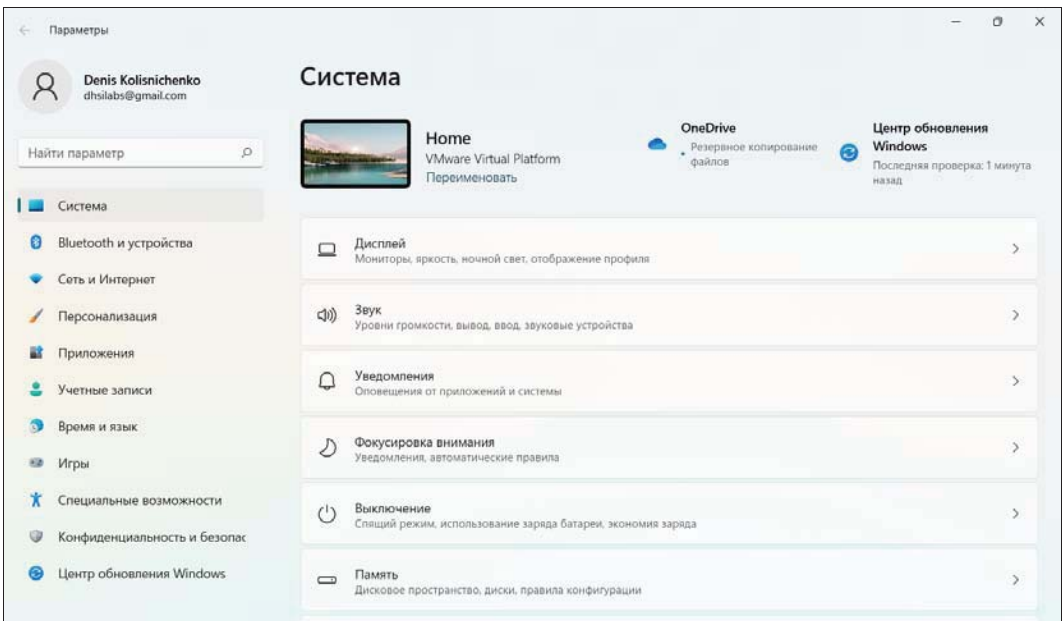 Параметры
Denis Kolisnichenko
dhsilabs@gmail.com
Найти параметр
Система
Bluetooth и устройства
Сеть и Интернет
Персонализация
Приложения
Учетные записи
Время и язык
Игры
Специальные возможности
Конфиденциальность и безопас
Центр обновления Windows
Система
Home
VMware Virtual Platform
Переименовать
OneDrive
• Резервное копирование
файлов
Центр обновления
Windows
Последняя проверка: 1 минута
назад
Дисплей
Мониторы, яркость, ночной свет, отображение профиля
Звук
Уровни громкости, вывод, ввод, звуковые устройства
Уведомления
Оповещения от приложений и системы
Фокусировка внимания
Уведомления, автоматические правила
Выключение
Спящий режим, использование заряда батареи, экономия заряда
Память
Дисковое пространство, диски, правила конфигурации